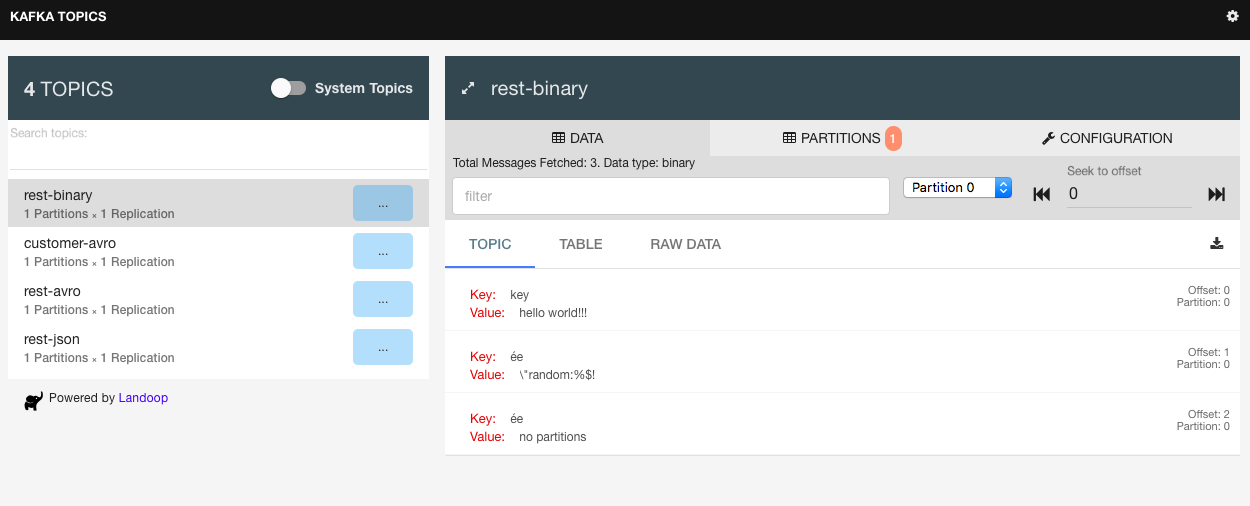 KAFKA TOPICS
4 TOPICS
System Topics
Search topics:
rest-binary
1 Partitions × 1 Replication
...
customer-avro
1 Partitions × 1 Replication
...
rest-avro
1 Partitions × 1 Replication
...
rest-json
1 Partitions × 1 Replication
...
Powered by Landoop
rest-binary
DATA
PARTITIONS 1
CONFIGURATION
Total Messages Fetched: 3. Data type: binary
filter
Partition 0
Seek to offset
0
TOPIC
TABLE
RAW DATA
Key: key
Value: hello world!!!
Offset: 0
Partition: 0
Key: ée
Value: \"random:%$!
Offset: 1
Partition: 0
Key: ée
Value: no partitions
Offset: 2
Partition: 0